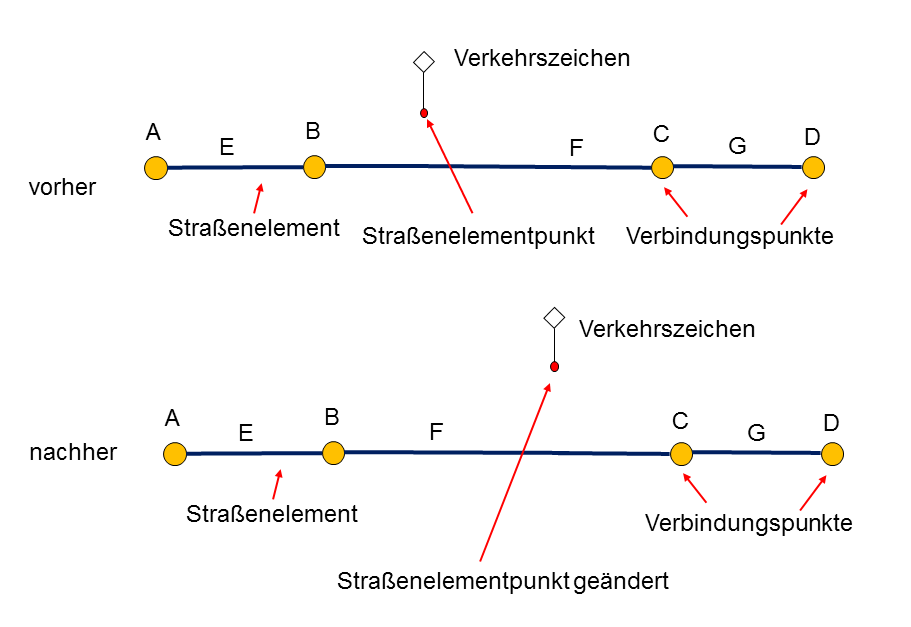 Verkehrszeichen
A
E
B
F
C
G
D
vorher
Straßenelement
Straßenelementpunkt
Verbindungspunkte
Verkehrszeichen
A
E
B
F
C
G
D
nachher
Straßenelement
Verbindungspunkte
Straßenelementpunkt geändert